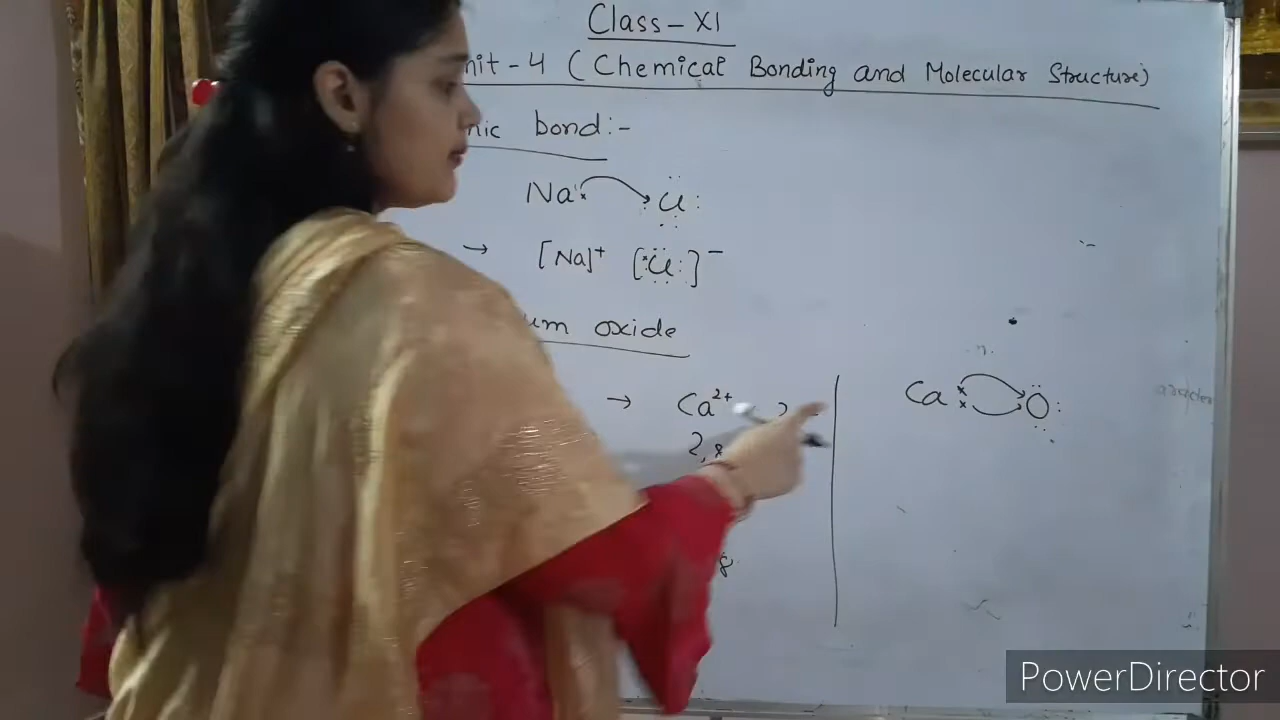 Class - XI
nit - 4 (Chemical Bonding and Molecular Structure)
nic bond:-
Na Cl
→ [Na]⁺ [Cl]⁻
um oxide
→ Ca²⁺
2, 8
8
Ca O
PowerDirector